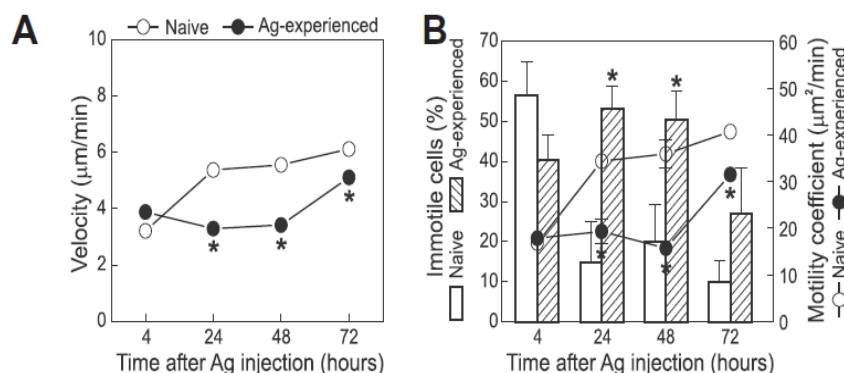 A
Naive
Ag-experienced
10
8
6
4
2
0
Velocity (µm/min)
*
*
*
4
24
48
72
Time after Ag injection (hours)
B
70
60
50
40
30
20
10
0
Immotile cells (%)
Naive
Ag-experienced
*
*
*
*
*
60
50
40
30
20
10
0
Motility coefficient (µm²/min)
Naive
Ag-experienced
4
24
48
72
Time after Ag injection (hours)